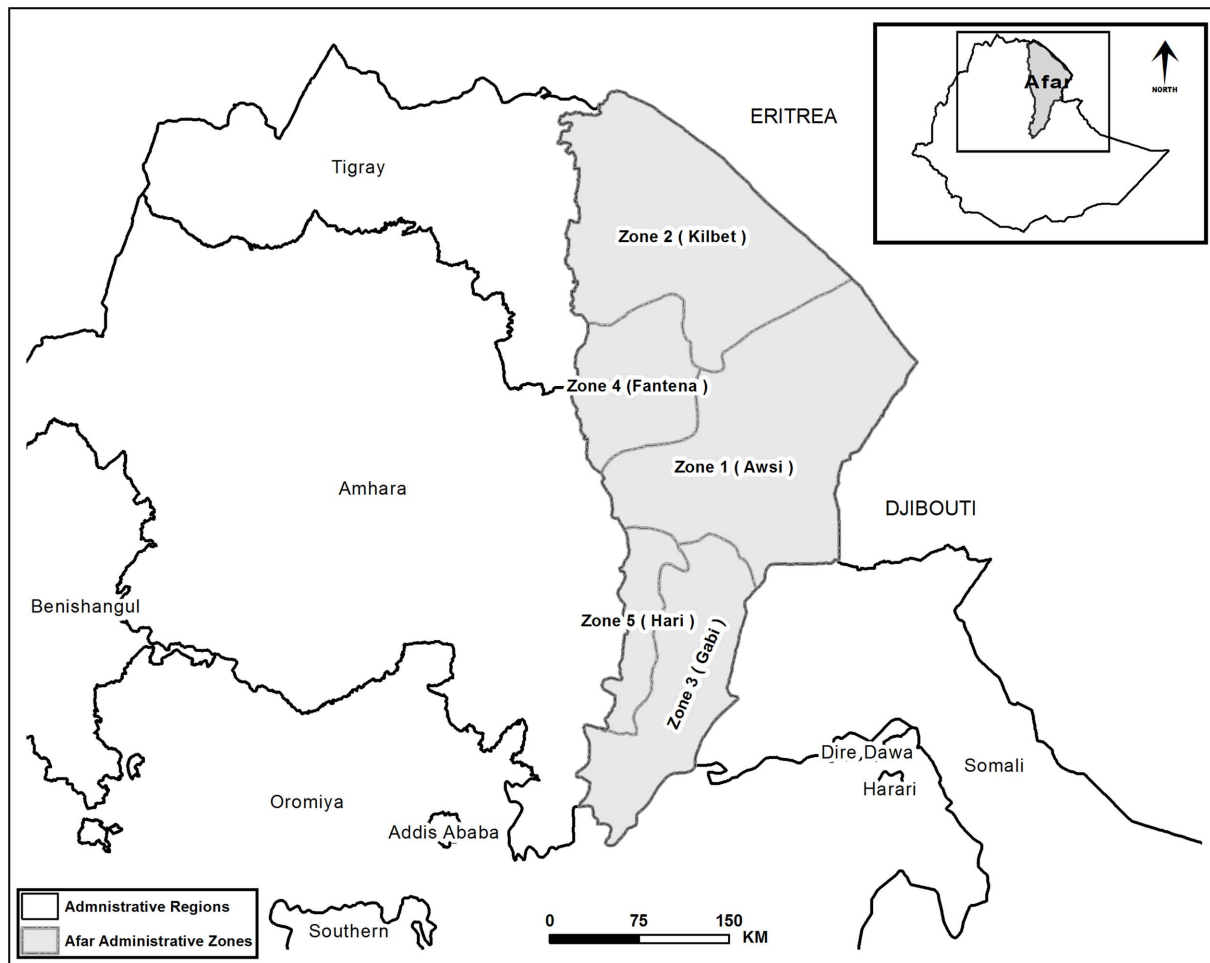 Afar
NORTH
ERITREA
Tigray
Zone 2 ( Kilbet )
Zone 4 (Fantena )
Zone 1 ( Awsi )
Amhara
DJIBOUTI
Benishangul
Zone 5 ( Hari )
Zone 3 ( Gabi )
Dire Dawa
Somali
Harari
Oromiya
Addis Ababa
Admnistrative Regions
Afar Administrative Zones
Southern
0 75 150
KM